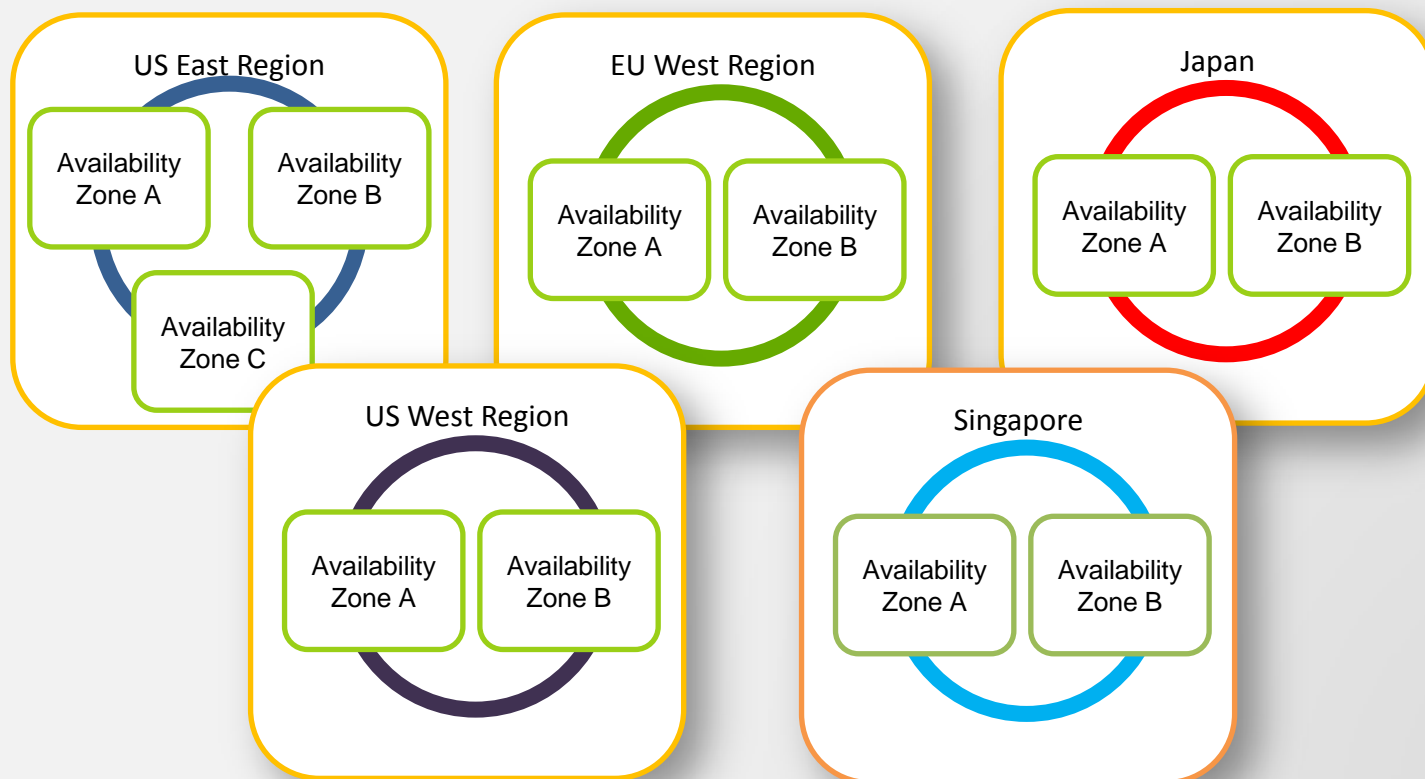 US East Region
Availability
Zone A
Availability
Zone B
Availability
Zone C
EU West Region
Availability
Zone A
Availability
Zone B
Japan
Availability
Zone A
Availability
Zone B
US West Region
Availability
Zone A
Availability
Zone B
Singapore
Availability
Zone A
Availability
Zone B